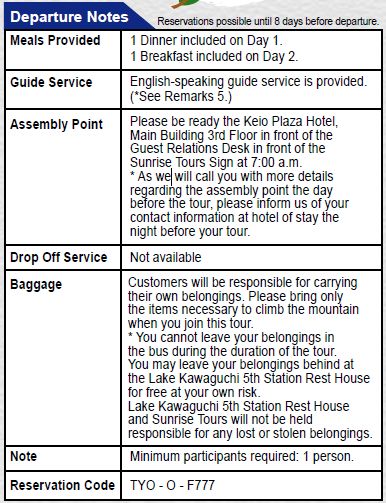 Departure Notes Reservations possible until 8 days before departure.
Meals Provided 1 Dinner included on Day 1.
1 Breakfast included on Day 2.
Guide Service English-speaking guide service is provided.
(*See Remarks 5.)
Assembly Point Please be ready the Keio Plaza Hotel,
Main Building 3rd Floor in front of the
Guest Relations Desk in front of the
Sunrise Tours Sign at 7:00 a.m.
* As we will call you with more details
regarding the assembly point the day
before the tour, please inform us of your
contact information at hotel of stay the
night before your tour.
Drop Off Service Not available
Baggage Customers will be responsible for carrying
their own belongings. Please bring only
the items necessary to climb the mountain
when you join this tour.
* You cannot leave your belongings in
the bus during the duration of the tour.
You may leave your belongings behind at
the Lake Kawaguchi 5th Station Rest House
for free at your own risk.
Lake Kawaguchi 5th Station Rest House
and Sunrise Tours will not be held
responsible for any lost or stolen belongings.
Note Minimum participants required: 1 person.
Reservation Code TYO - O - F777